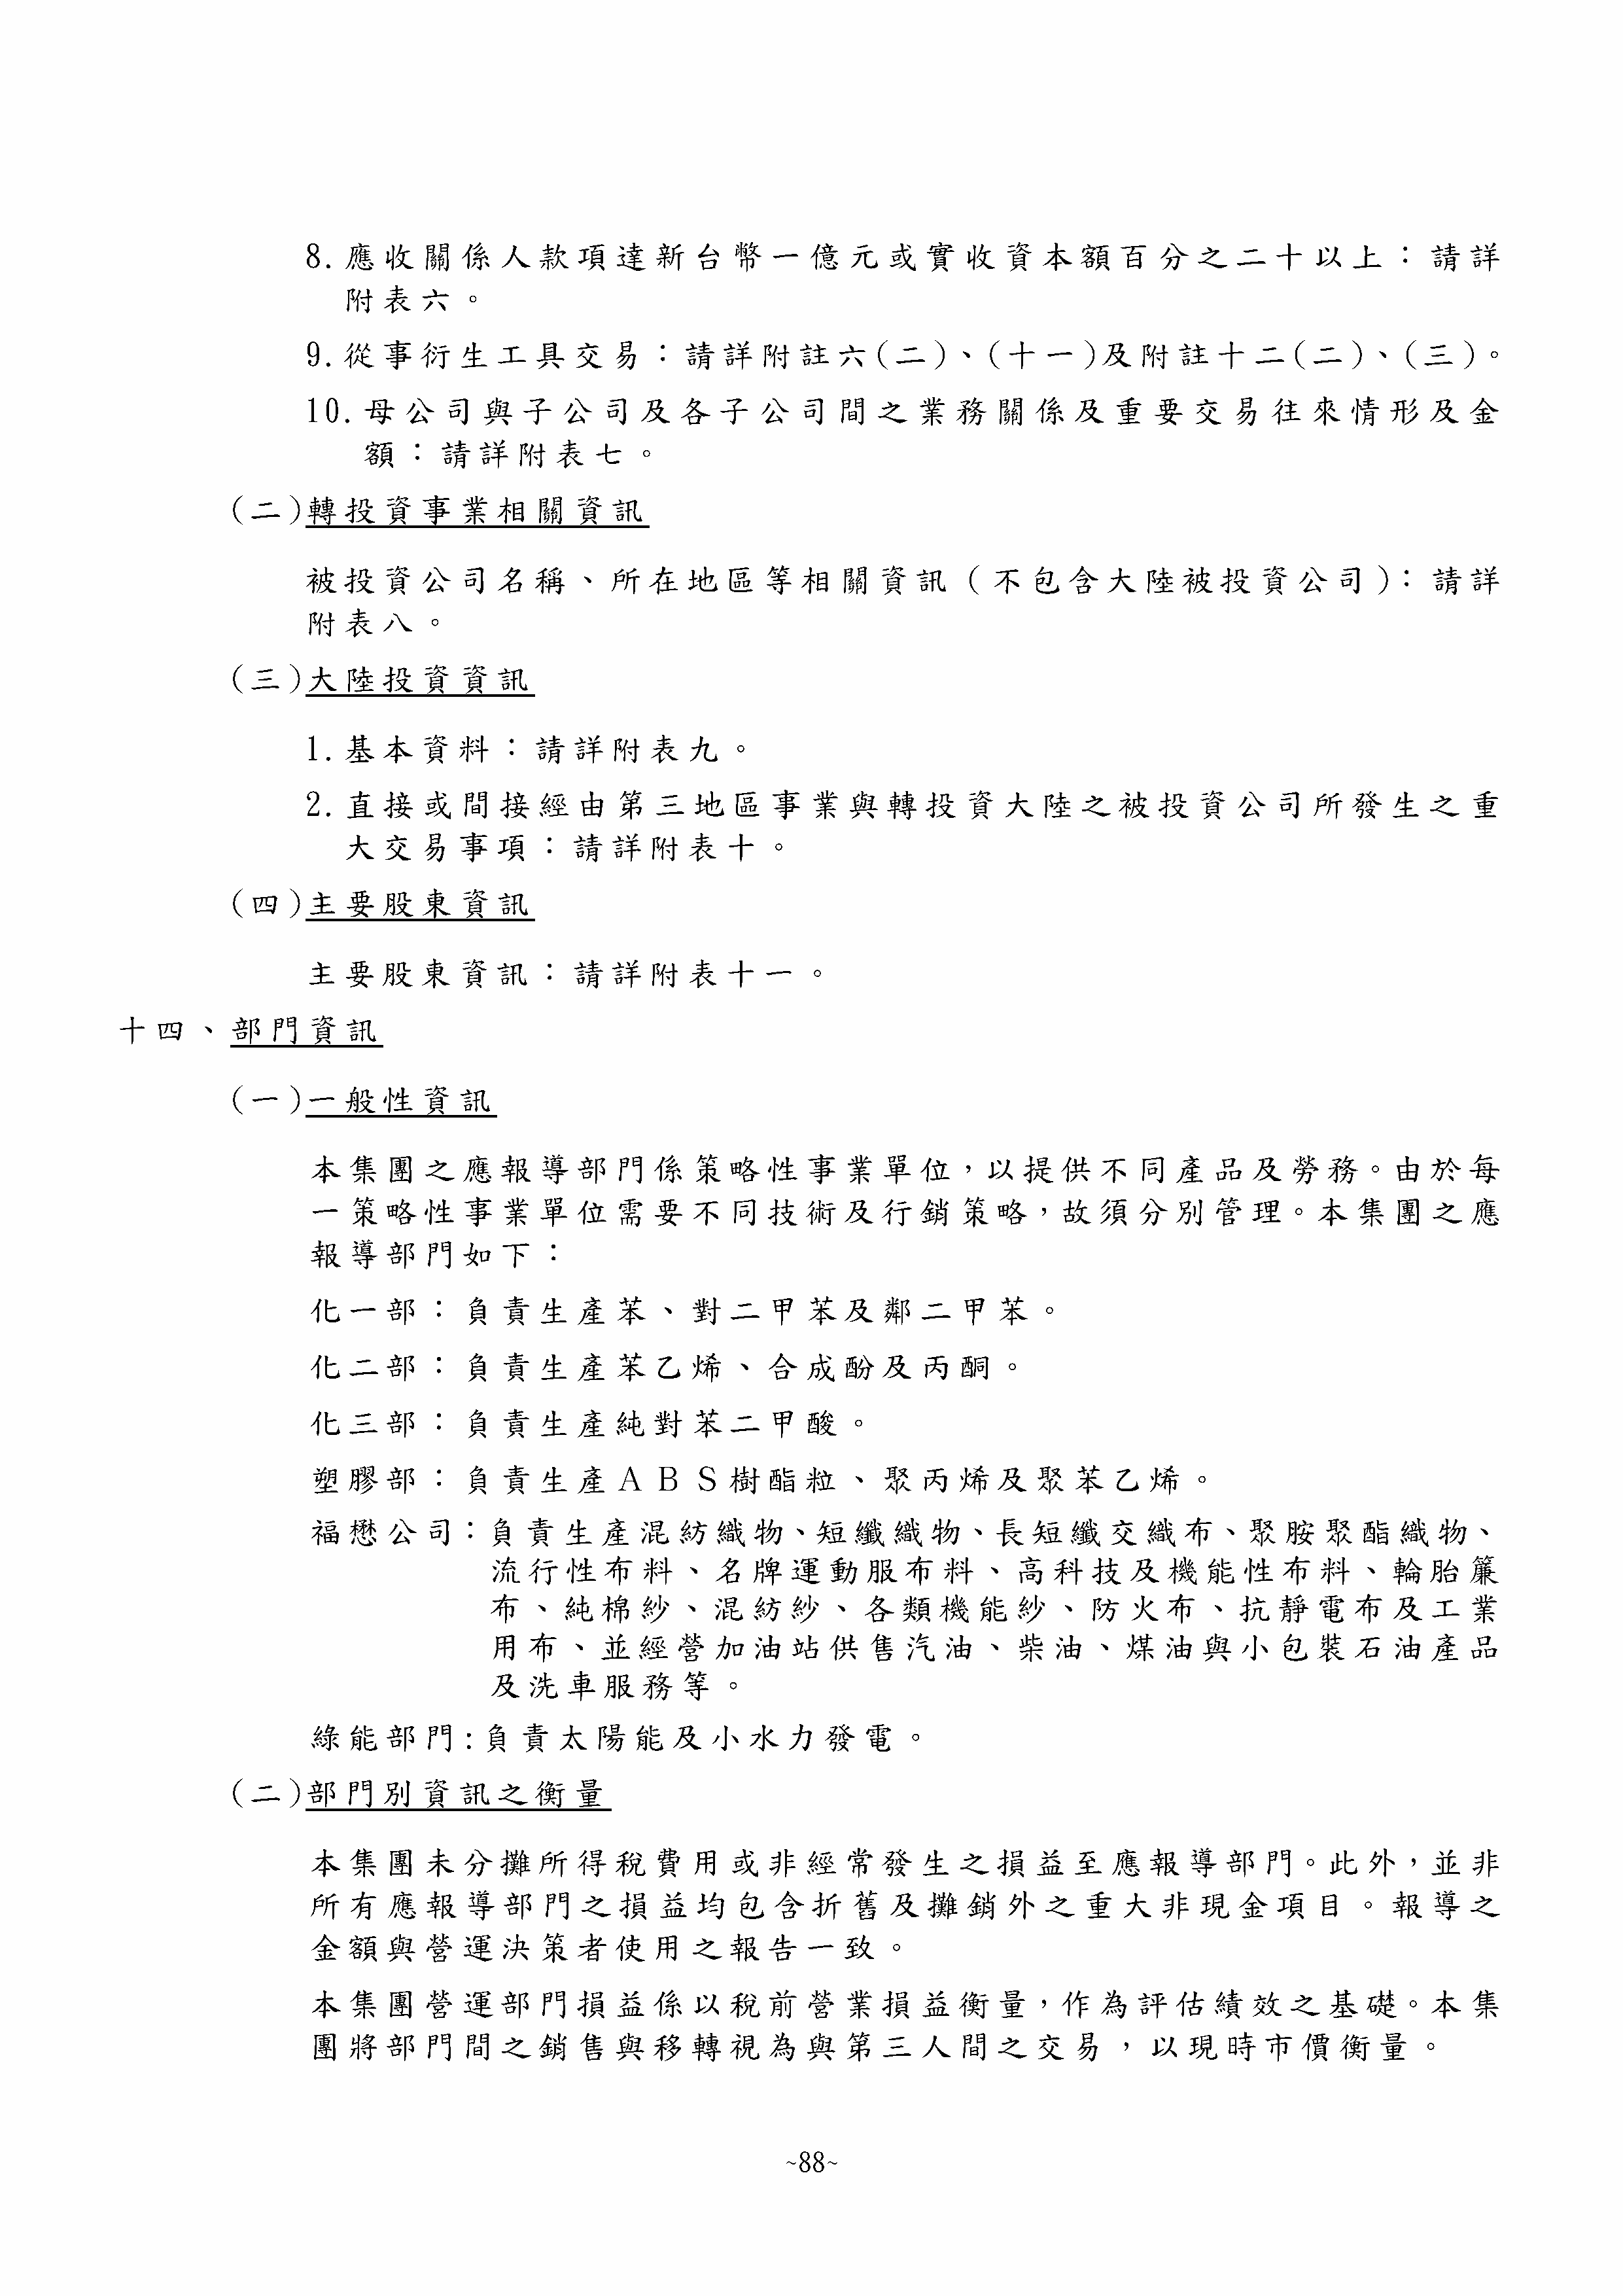 8. 應收關係人款項達新台幣一億元或實收資本額百分之二十以上：請詳
附表六。
9. 從事衍生工具交易：請詳附註六(二)、(十一)及附註十二(二)、(三)。
10. 母公司與子公司及各子公司間之業務關係及重要交易往來情形及金
額：請詳附表七。
(二)轉投資事業相關資訊
被投資公司名稱、所在地區等相關資訊（不包含大陸被投資公司）：請詳
附表八。
(三)大陸投資資訊
1. 基本資料：請詳附表九。
2. 直接或間接經由第三地區事業與轉投資大陸之被投資公司所發生之重
大交易事項：請詳附表十。
(四)主要股東資訊
主要股東資訊：請詳附表十一。
十四、部門資訊
(一)一般性資訊
本集團之應報導部門係策略性事業單位，以提供不同產品及勞務。由於每
一策略性事業單位需要不同技術及行銷策略，故須分別管理。本集團之應
報導部門如下：
化一部：負責生產苯、對二甲苯及鄰二甲苯。
化二部：負責生產苯乙烯、合成酚及丙酮。
化三部：負責生產純對苯二甲酸。
塑膠部：負責生產ＡＢＳ樹酯粒、聚丙烯及聚苯乙烯。
福懋公司：負責生產混紡織物、短纖織物、長短纖交織布、聚胺聚酯織物、
流行性布料、名牌運動服布料、高科技及機能性布料、輪胎簾
布、純棉紗、混紡紗、各類機能紗、防火布、抗靜電布及工業
用布、並經營加油站供售汽油、柴油、煤油與小包裝石油產品
及洗車服務等。
綠能部門:負責太陽能及小水力發電。
(二)部門別資訊之衡量
本集團未分攤所得稅費用或非經常發生之損益至應報導部門。此外，並非
所有應報導部門之損益均包含折舊及攤銷外之重大非現金項目。報導之
金額與營運決策者使用之報告一致。
本集團營運部門損益係以稅前營業損益衡量，作為評估績效之基礎。本集
團將部門間之銷售與移轉視為與第三人間之交易，以現時市價衡量。
~88~